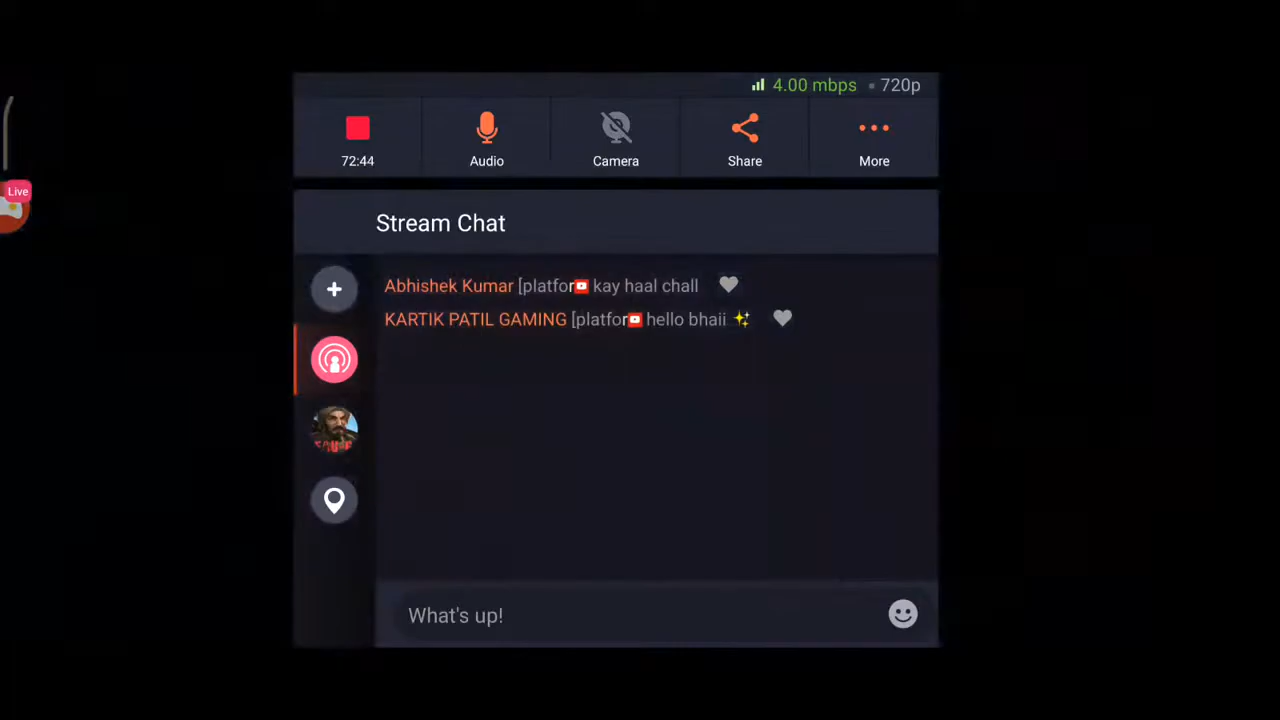 4.00 mbps 720p
72:44 Audio Camera Share More
Live
Stream Chat
Abhishek Kumar [platfor kay haal chall
KARTIK PATIL GAMING [platfor hello bhaii ✨
What's up!